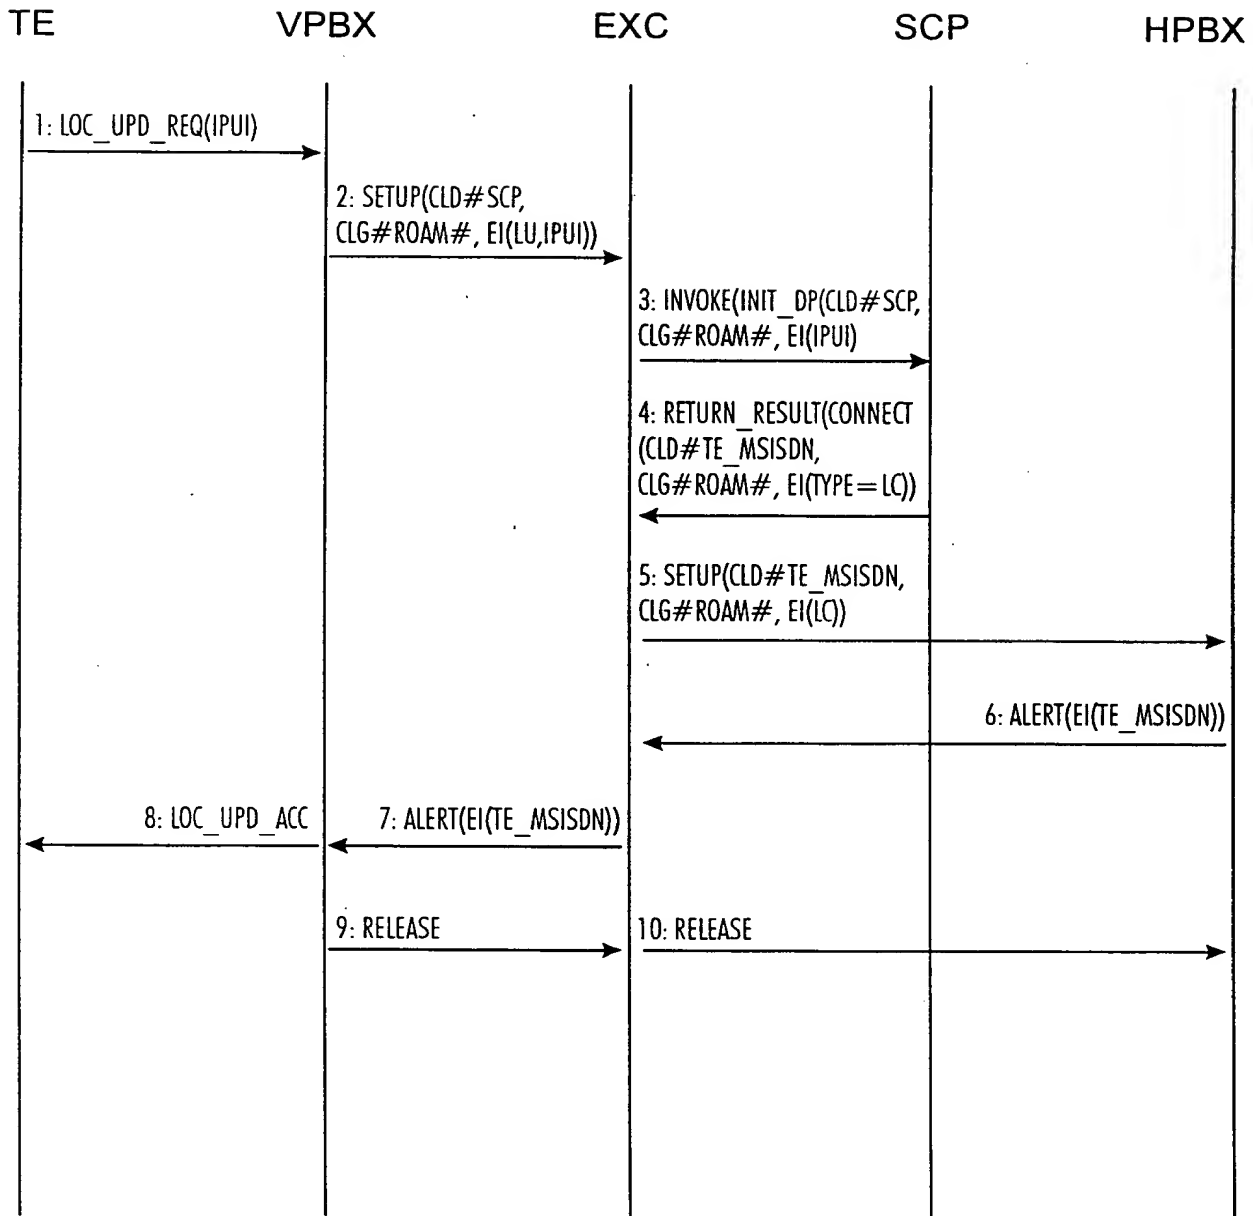 TE VPBX EXC SCP HPBX
1: LOC_UPD_REQ(IPUI)
2: SETUP(CLD#SCP,
CLG#ROAM#, EI(LU,IPUI))
3: INVOKE(INIT_DP(CLD#SCP,
CLG#ROAM#, EI(IPUI)
4: RETURN_RESULT(CONNECT
(CLD#TE_MSISDN,
CLG#ROAM#, EI(TYPE=LC))
5: SETUP(CLD#TE_MSISDN,
CLG#ROAM#, EI(LC))
6: ALERT(EI(TE_MSISDN))
8: LOC_UPD_ACC 7: ALERT(EI(TE_MSISDN))
9: RELEASE 10: RELEASE